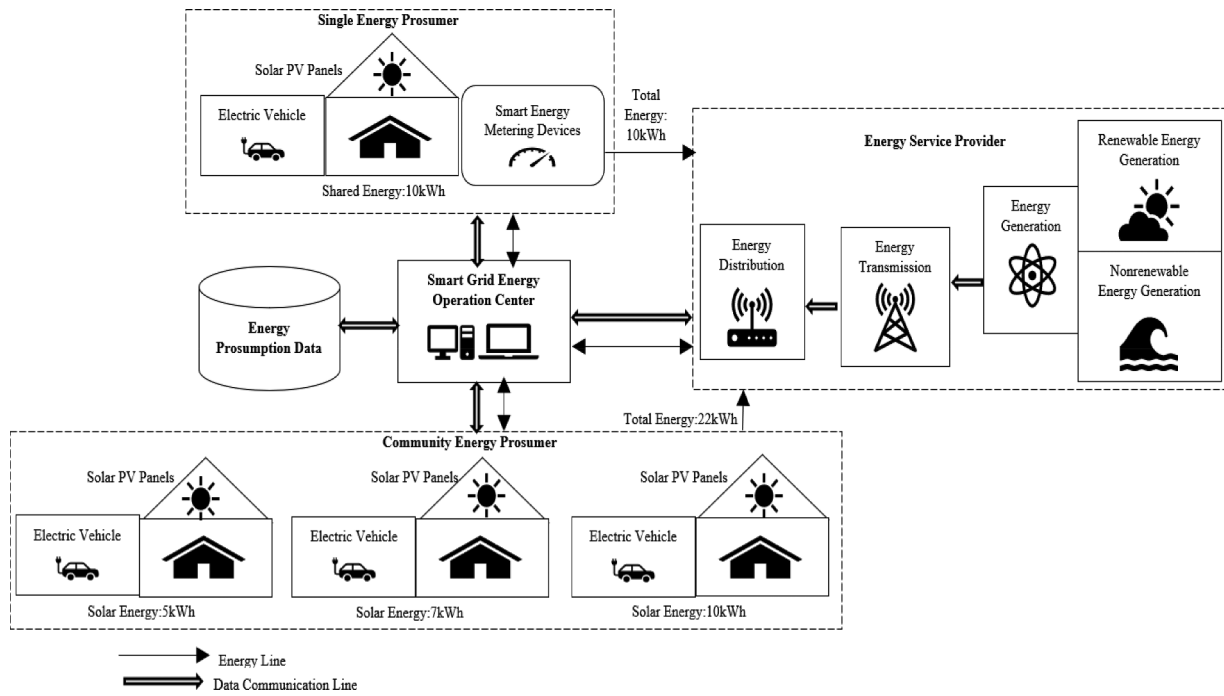 Single Energy Prosumer
Solar PV Panels
Electric Vehicle
Smart Energy
Metering Devices
Shared Energy:10kWh
Total
Energy:
10kWh
Energy Service Provider
Renewable Energy
Generation
Energy
Generation
Nonrenewable
Energy Generation
Energy
Transmission
Energy
Distribution
Smart Grid Energy
Operation Center
Energy
Prosumption Data
Total Energy:22kWh
Community Energy Prosumer
Solar PV Panels
Electric Vehicle
Solar Energy:5kWh
Solar PV Panels
Electric Vehicle
Solar Energy:7kWh
Solar PV Panels
Electric Vehicle
Solar Energy:10kWh
Energy Line
Data Communication Line